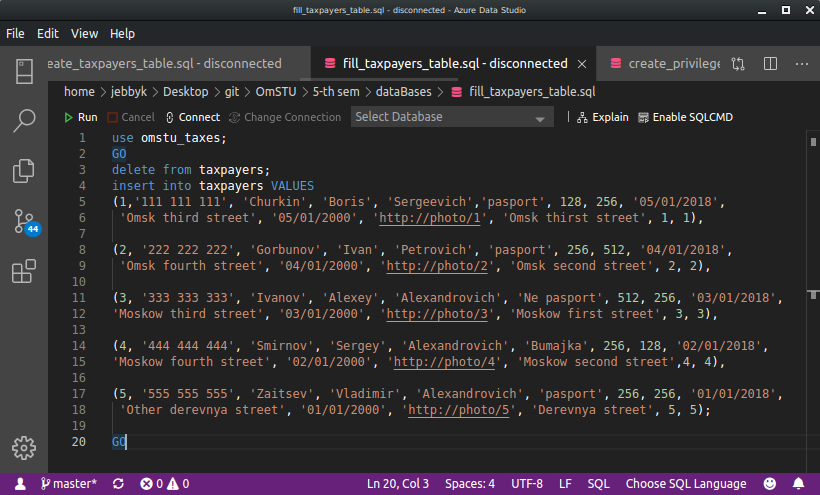 fill_taxpayers_table.sql - disconnected - Azure Data Studio
File Edit View Help
eate_taxpayers_table.sql - disconnected fill_taxpayers_table.sql - disconnected create_privilege
home jebbyk Desktop git OmSTU 5-th sem dataBases fill_taxpayers_table.sql
Run Cancel Connect Change Connection Select Database Explain Enable SQLCMD
1 use omstu_taxes;
2 GO
3 delete from taxpayers;
4 insert into taxpayers VALUES
5 (1,'111 111 111', 'Churkin', 'Boris', 'Sergeevich','pasport', 128, 256, '05/01/2018',
6 'Omsk third street', '05/01/2000', 'http://photo/1', 'Omsk thirst street', 1, 1),
7
8 (2, '222 222 222', 'Gorbunov', 'Ivan', 'Petrovich', 'pasport', 256, 512, '04/01/2018',
9 'Omsk fourth street', '04/01/2000', 'http://photo/2', 'Omsk second street', 2, 2),
10
11 (3, '333 333 333', 'Ivanov', 'Alexey', 'Alexandrovich', 'Ne pasport', 512, 256, '03/01/2018',
12 'Moskow third street', '03/01/2000', 'http://photo/3', 'Moskow first street', 3, 3),
13
14 (4, '444 444 444', 'Smirnov', 'Sergey', 'Alexandrovich', 'Bumajka', 256, 128, '02/01/2018',
15 'Moskow fourth street', '02/01/2000', 'http://photo/4', 'Moskow second street',4, 4),
16
17 (5, '555 555 555', 'Zaitsev', 'Vladimir', 'Alexandrovich', 'pasport', 256, 256, '01/01/2018',
18 'Other derevnya street', '01/01/2000', 'http://photo/5', 'Derevnya street', 5, 5);
19
20 GO
44
master* 0 0 Ln 20, Col 3 Spaces: 4 UTF-8 LF SQL Choose SQL Language